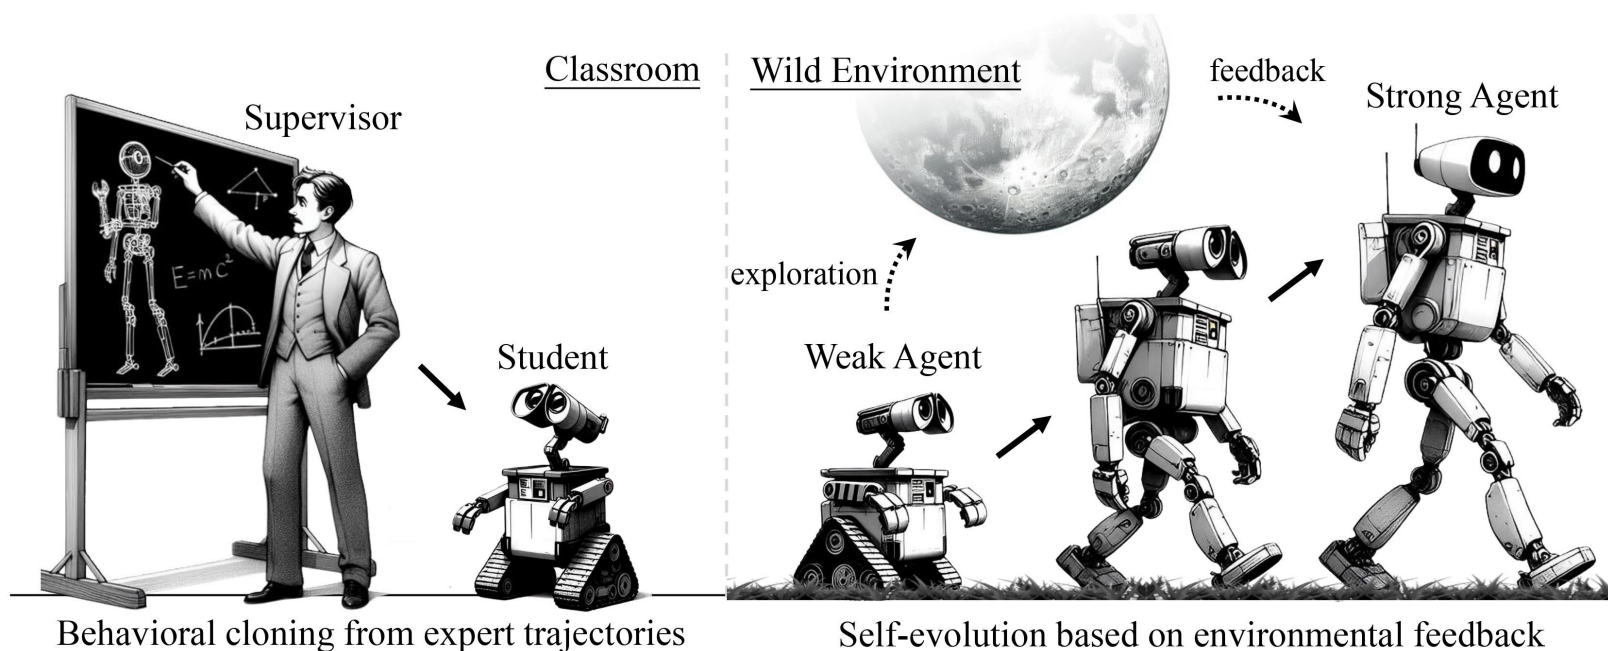 Classroom
Supervisor
E=mc²
Student
Behavioral cloning from expert trajectories
Wild Environment
feedback
Strong Agent
exploration
Weak Agent
Self-evolution based on environmental feedback